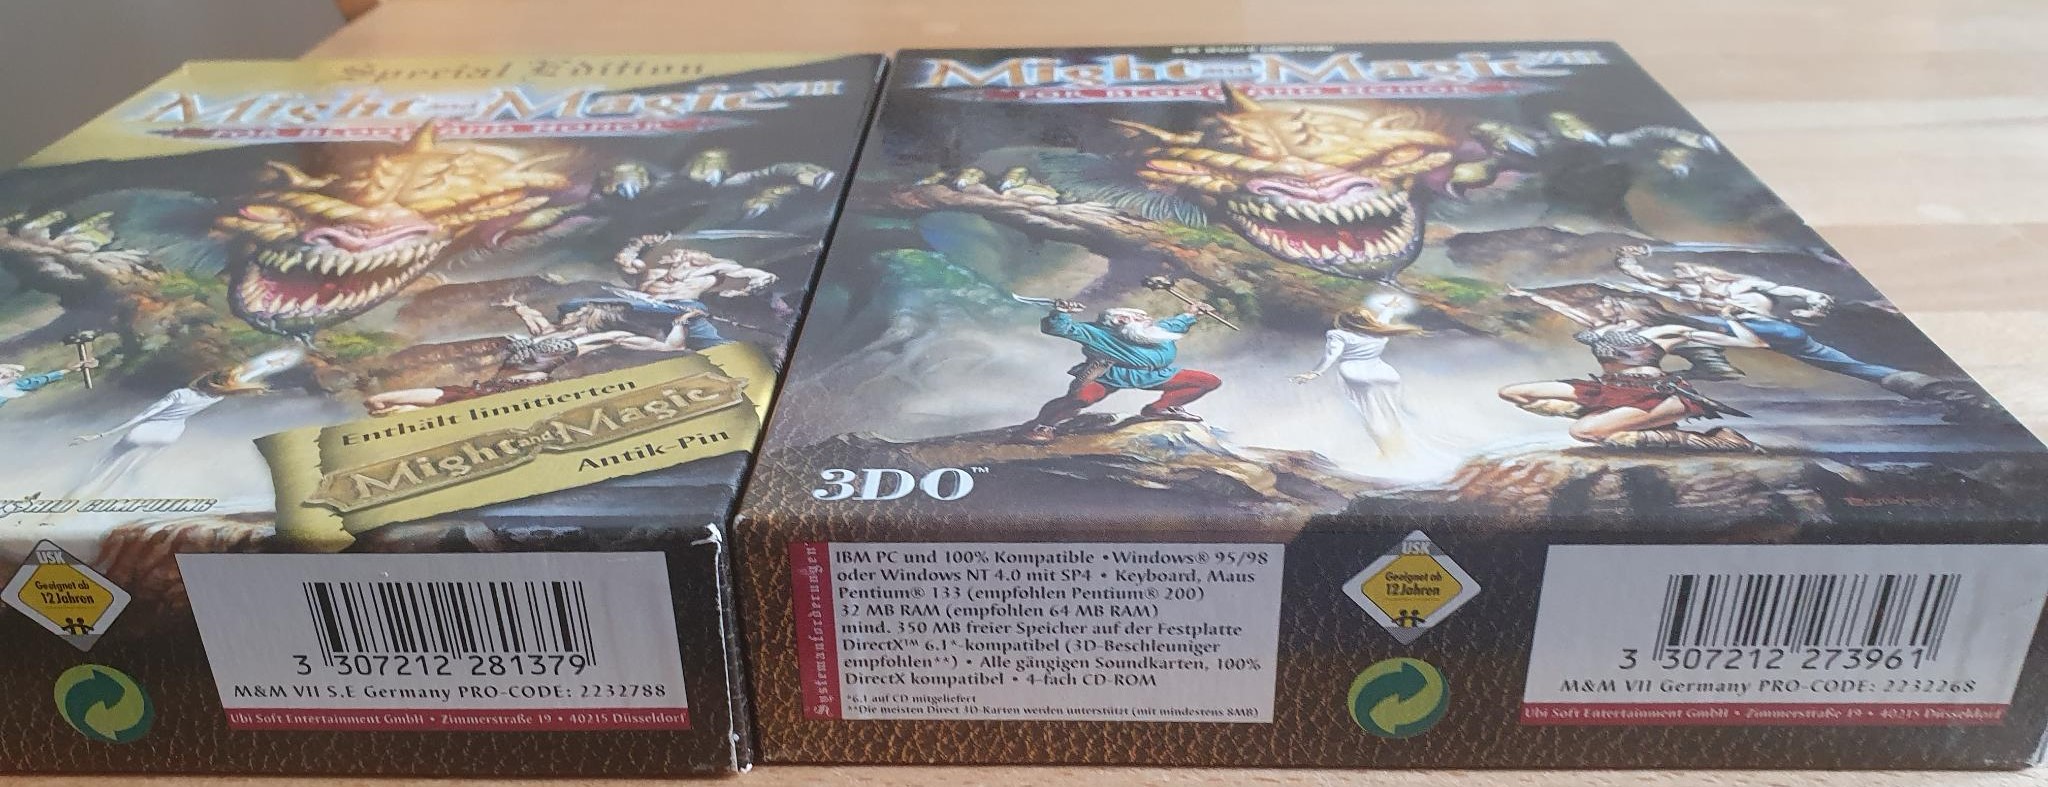 Special Edition
Might and Magic VII
FOR BLOOD AND HONOR
Enthält limitierten
Might and Magic
Antik-Pin
WORLD COMPUTING
USK
Geeignet ab
12 Jahren
3 307212 281379
M&M VII S.E Germany PRO-CODE: 2232788
Ubi Soft Entertainment GmbH • Zimmerstraße 19 • 40215 Düsseldorf
NEW WORLD COMPUTING
Might and Magic VII
FOR BLOOD AND HONOR
3DO™
Systemanforderungen
IBM PC und 100% Kompatible • Windows® 95/98
oder Windows NT 4.0 mit SP4 • Keyboard, Maus
Pentium® 133 (empfohlen Pentium® 200)
32 MB RAM (empfohlen 64 MB RAM)
mind. 350 MB freier Speicher auf der Festplatte
DirectX™ 6.1*-kompatibel (3D-Beschleuniger
empfohlen**) • Alle gängigen Soundkarten, 100%
DirectX kompatibel • 4-fach CD-ROM
*6.1 auf CD mitgeliefert
**Die meisten Direct 3D-Karten werden unterstützt (mit mindestens 8MB)
USK
Geeignet ab
12 Jahren
3 307212 273961
M&M VII Germany PRO-CODE: 2232268
Ubi Soft Entertainment GmbH • Zimmerstraße 19 • 40215 Düsseldorf